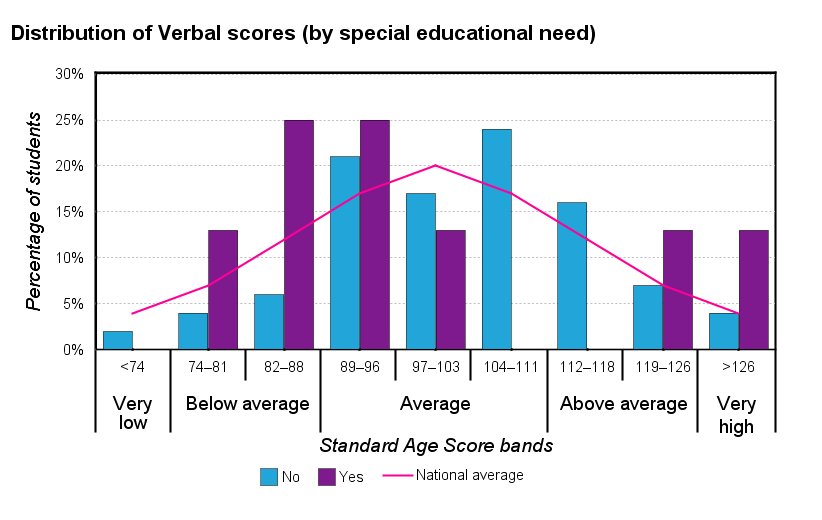 Distribution of Verbal scores (by special educational need)
30%
25%
20%
15%
10%
5%
0%
Percentage of students
<74 74–81 82–88 89–96 97–103 104–111 112–118 119–126 >126
Very low Below average Average Above average Very high
Standard Age Score bands
No Yes National average